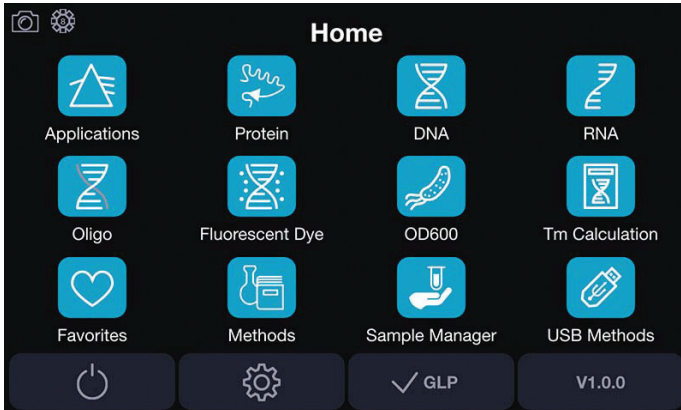 Home
Applications
Protein
DNA
RNA
Oligo
Fluorescent Dye
OD600
Tm Calculation
Favorites
Methods
Sample Manager
USB Methods
GLP
V1.0.0